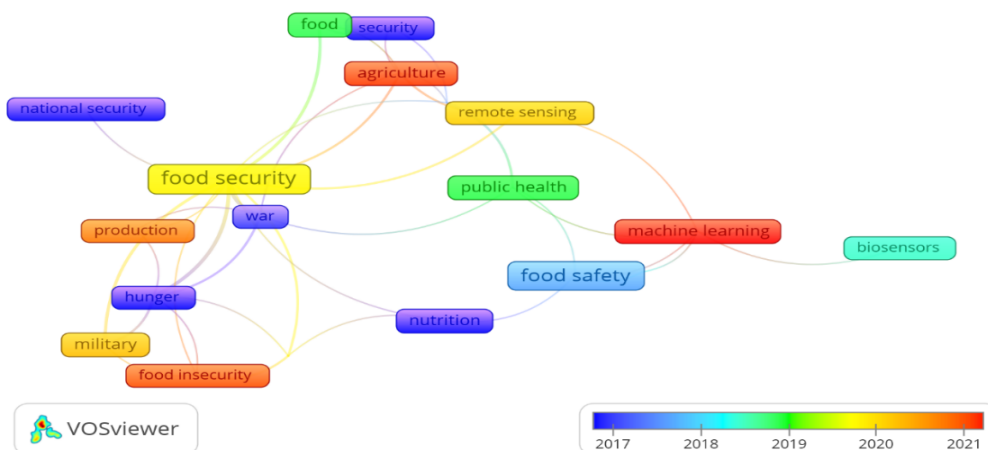 food
security
agriculture
national security
remote sensing
food security
public health
war
production
machine learning
biosensors
food safety
hunger
nutrition
military
food insecurity
VOSviewer
2017 2018 2019 2020 2021